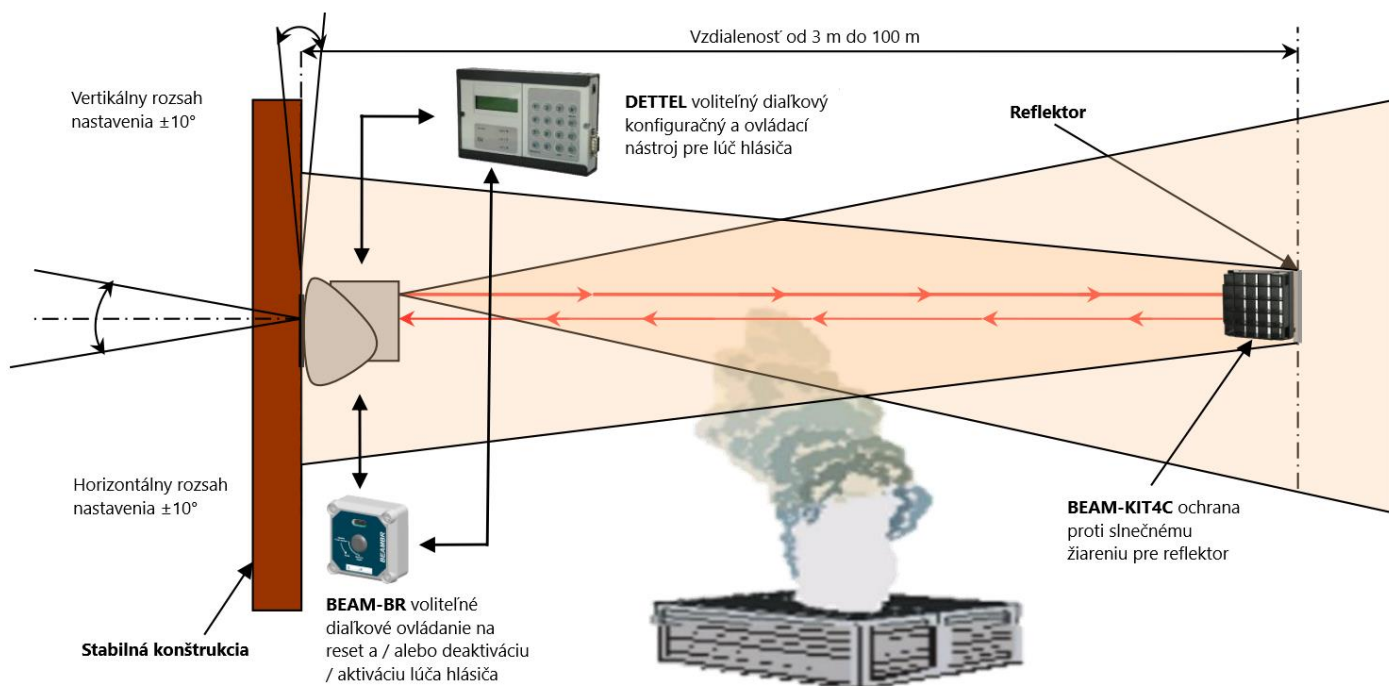 Vzdialenosť od 3 m do 100 m
Vertikálny rozsah
nastavenia ±10°
DETTEL voliteľný diaľkový
konfiguračný a ovládací
nástroj pre lúč hlásiča
Reflektor
Horizontálny rozsah
nastavenia ±10°
BEAMBR
BEAM-KIT4C ochrana
proti slnečnému
žiareniu pre reflektor
BEAM-BR voliteľné
diaľkové ovládanie na
reset a / alebo deaktiváciu
/ aktiváciu lúča hlásiča
Stabilná konštrukcia